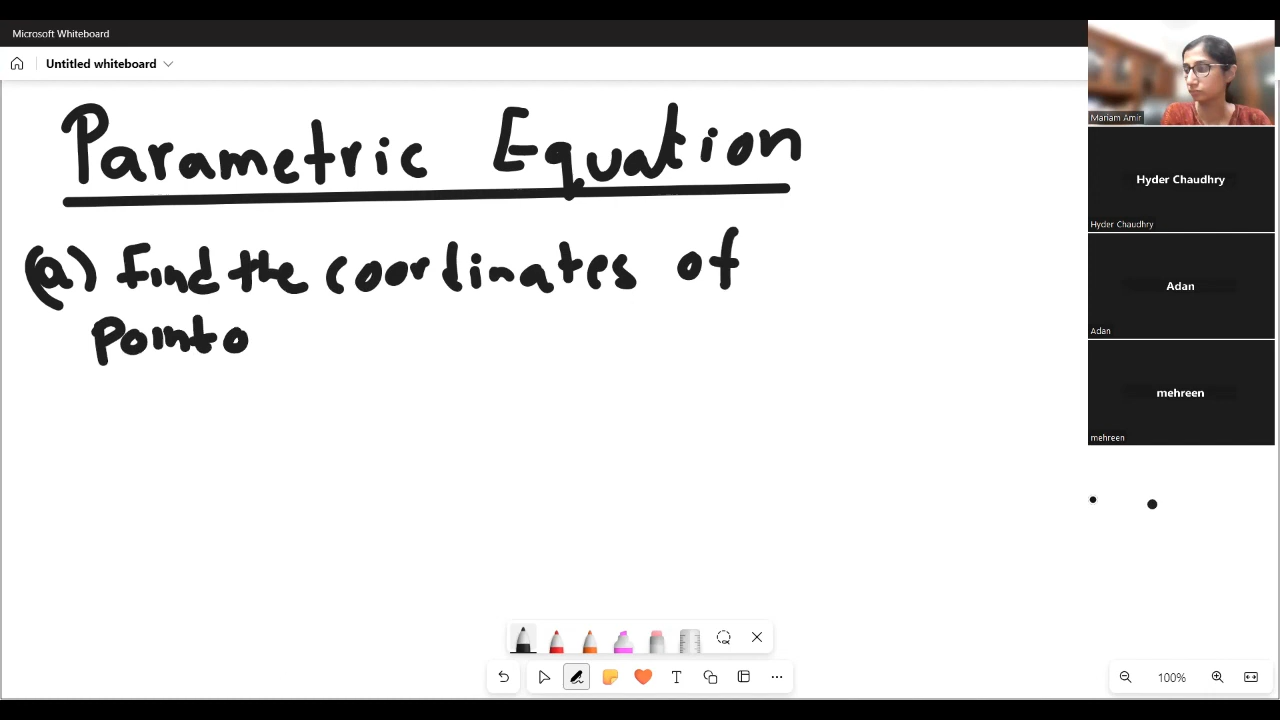 Microsoft Whiteboard
Untitled whiteboard
Parametric Equation
(a) Find the coordinates of
Pointo
Mariam Amir
Hyder Chaudhry
Hyder Chaudhry
Adan
Adan
mehreen
mehreen
100%